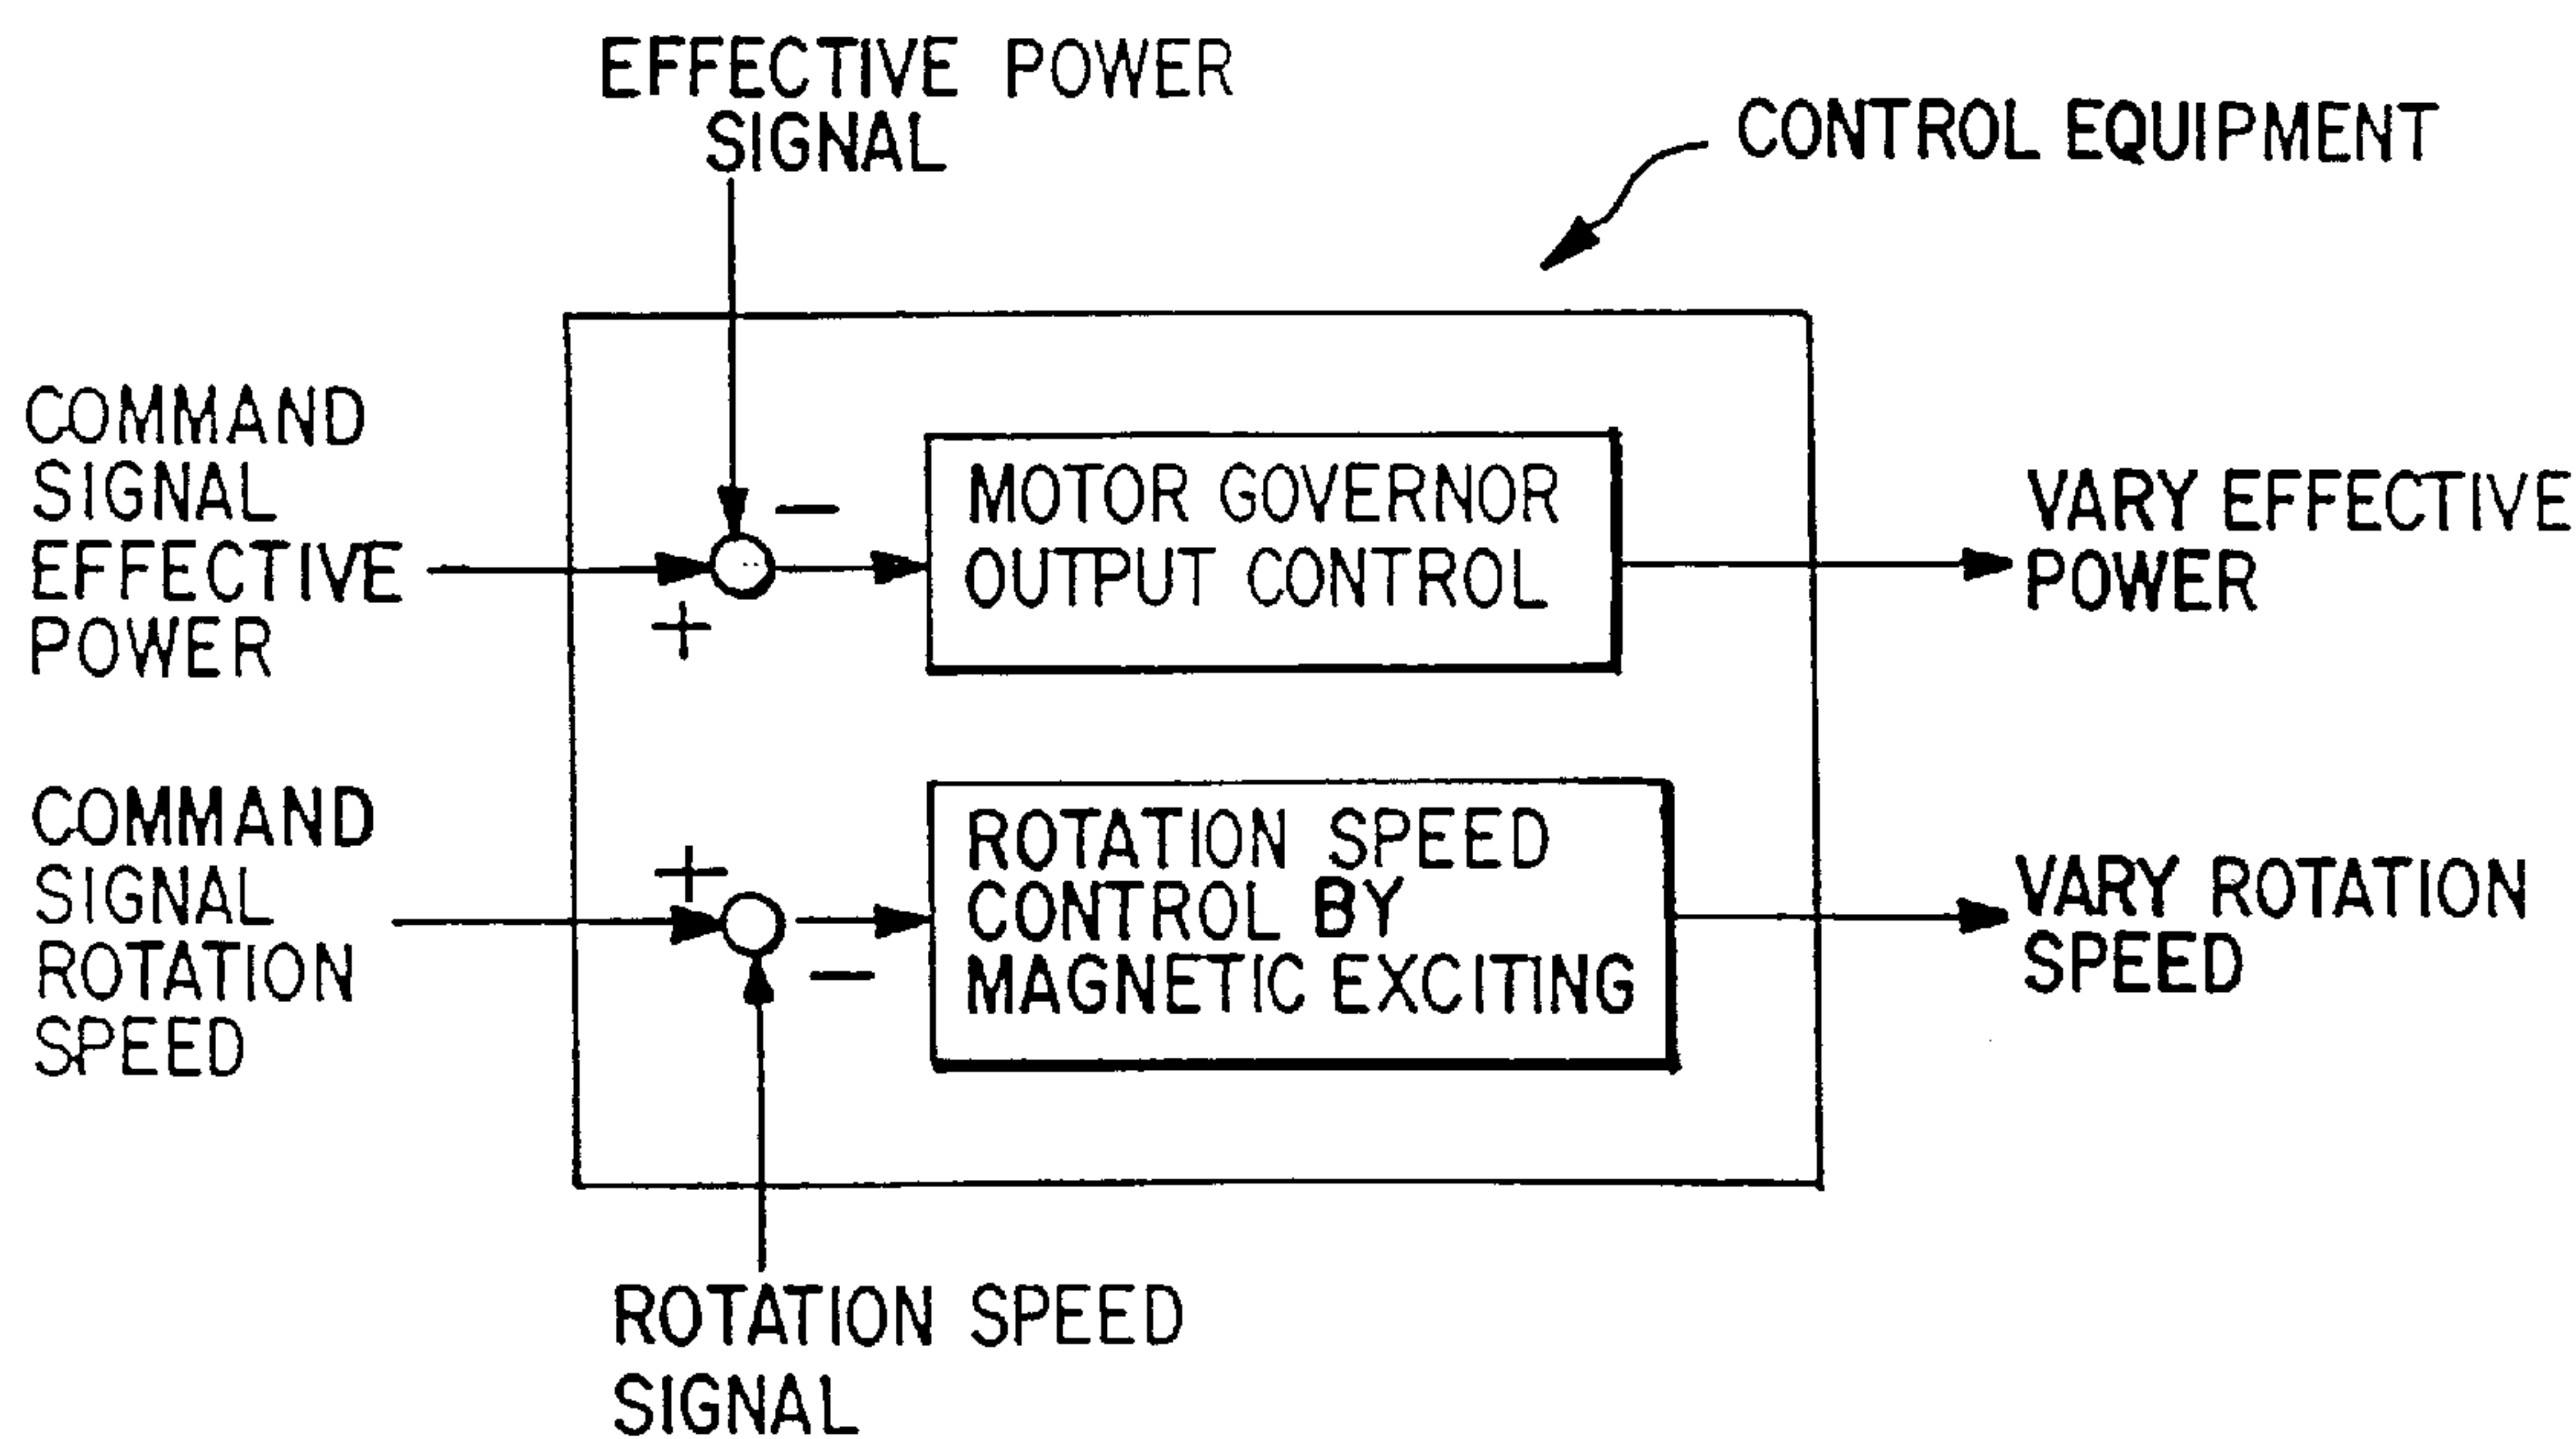 EFFECTIVE POWER
SIGNAL
CONTROL EQUIPMENT
COMMAND
SIGNAL
EFFECTIVE
POWER
−
+
MOTOR GOVERNOR
OUTPUT CONTROL
VARY EFFECTIVE
POWER
COMMAND
SIGNAL
ROTATION
SPEED
+
−
ROTATION SPEED
CONTROL BY
MAGNETIC EXCITING
VARY ROTATION
SPEED
ROTATION SPEED
SIGNAL